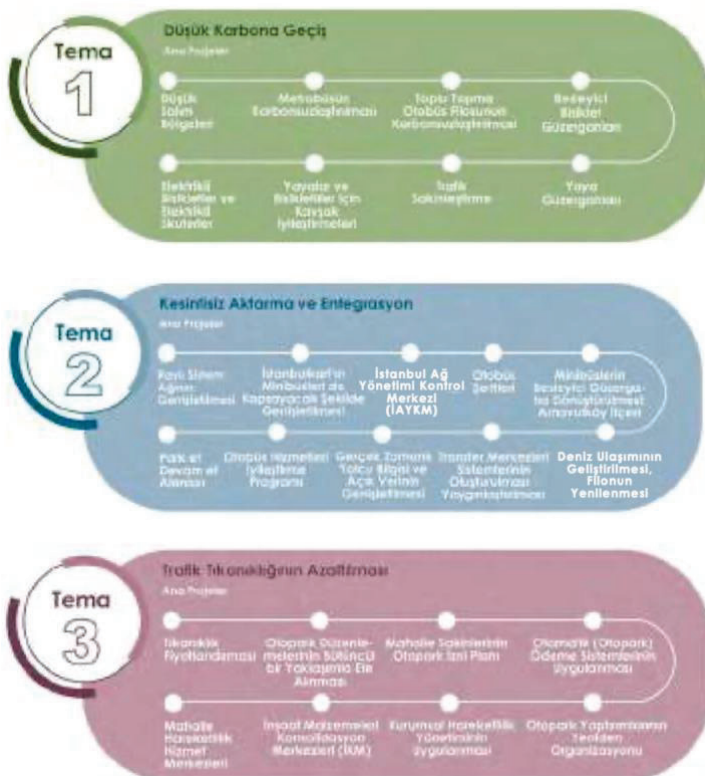 Tema
1
Düşük Karbona Geçiş
Ana Projeler
Düşük
Salım
Bölgeleri
Metrobüsün
Karbonsuzlaştırılması
Toplu Taşıma
Otobüs Filosunun
Karbonsuzlaştırılması
Besleyici
Bisiklet
Güzergahları
Elektrikli
Bisikletler ve
Elektrikli
Skuterler
Yayalar ve
Bisikletliler için
Kavşak
İyileştirmeleri
Trafik
Sakinleştirme
Yaya
Güzergahları
Tema
2
Kesintisiz Aktarma ve Entegrasyon
Ana Projeler
Raylı Sistem
Ağının
Genişletilmesi
İstanbulkart'ın
Minibüsleri de
Kapsayacak Şekilde
Genişletilmesi
İstanbul Ağ
Yönetimi Kontrol
Merkezi
(İAYKM)
Otobüs
Şeritleri
Minibüslerin
Besleyici Güzerga-
ha Dönüştürülmesi:
Arnavutköy İlçesi
Park et
Devam et
Alanları
Otobüs Hizmetleri
İyileştirme
Programı
Gerçek Zamanlı
Yolcu Bilgisi ve
Açık Verinin
Genişletilmesi
Transfer Merkezleri
Sistemlerinin
Oluşturulması
Yaygınlaştırılması
Deniz Ulaşımının
Geliştirilmesi,
Filonun
Yenilenmesi
Tema
3
Trafik Tıkanıklığının Azaltılması
Ana Projeler
Tıkanıklık
Fiyatlandırması
Otopark Düzenle-
melerinin Bütüncül
bir Yaklaşımla Ele
Alınması
Mahalle Sakinlerinin
Otopark İzni Planı
Otomatik (Otopark)
Ödeme Sistemlerinin
Uygulanması
Mahalle
Hareketlilik
Hizmet
Merkezleri
İnşaat Malzemeleri
Konsolidasyon
Merkezleri (İKM)
Kurumsal Hareketlilik
Yönetiminin
Uygulanması
Otopark Yaptırımlarının
Yeniden
Organizasyonu